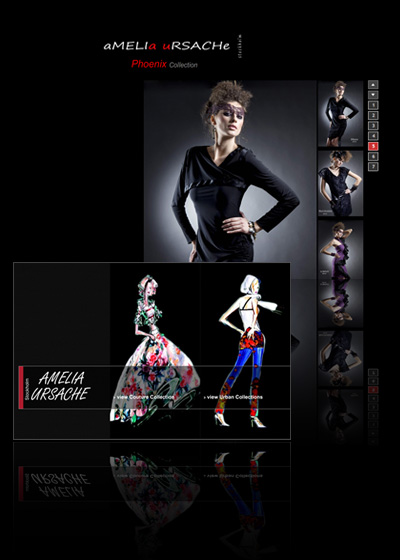 aMELIa uRSACHe
Phoenix Collection
1
2
3
4
5
6
7
AMELIA
URSACHE
› view Couture Collection
› view Urban Collections